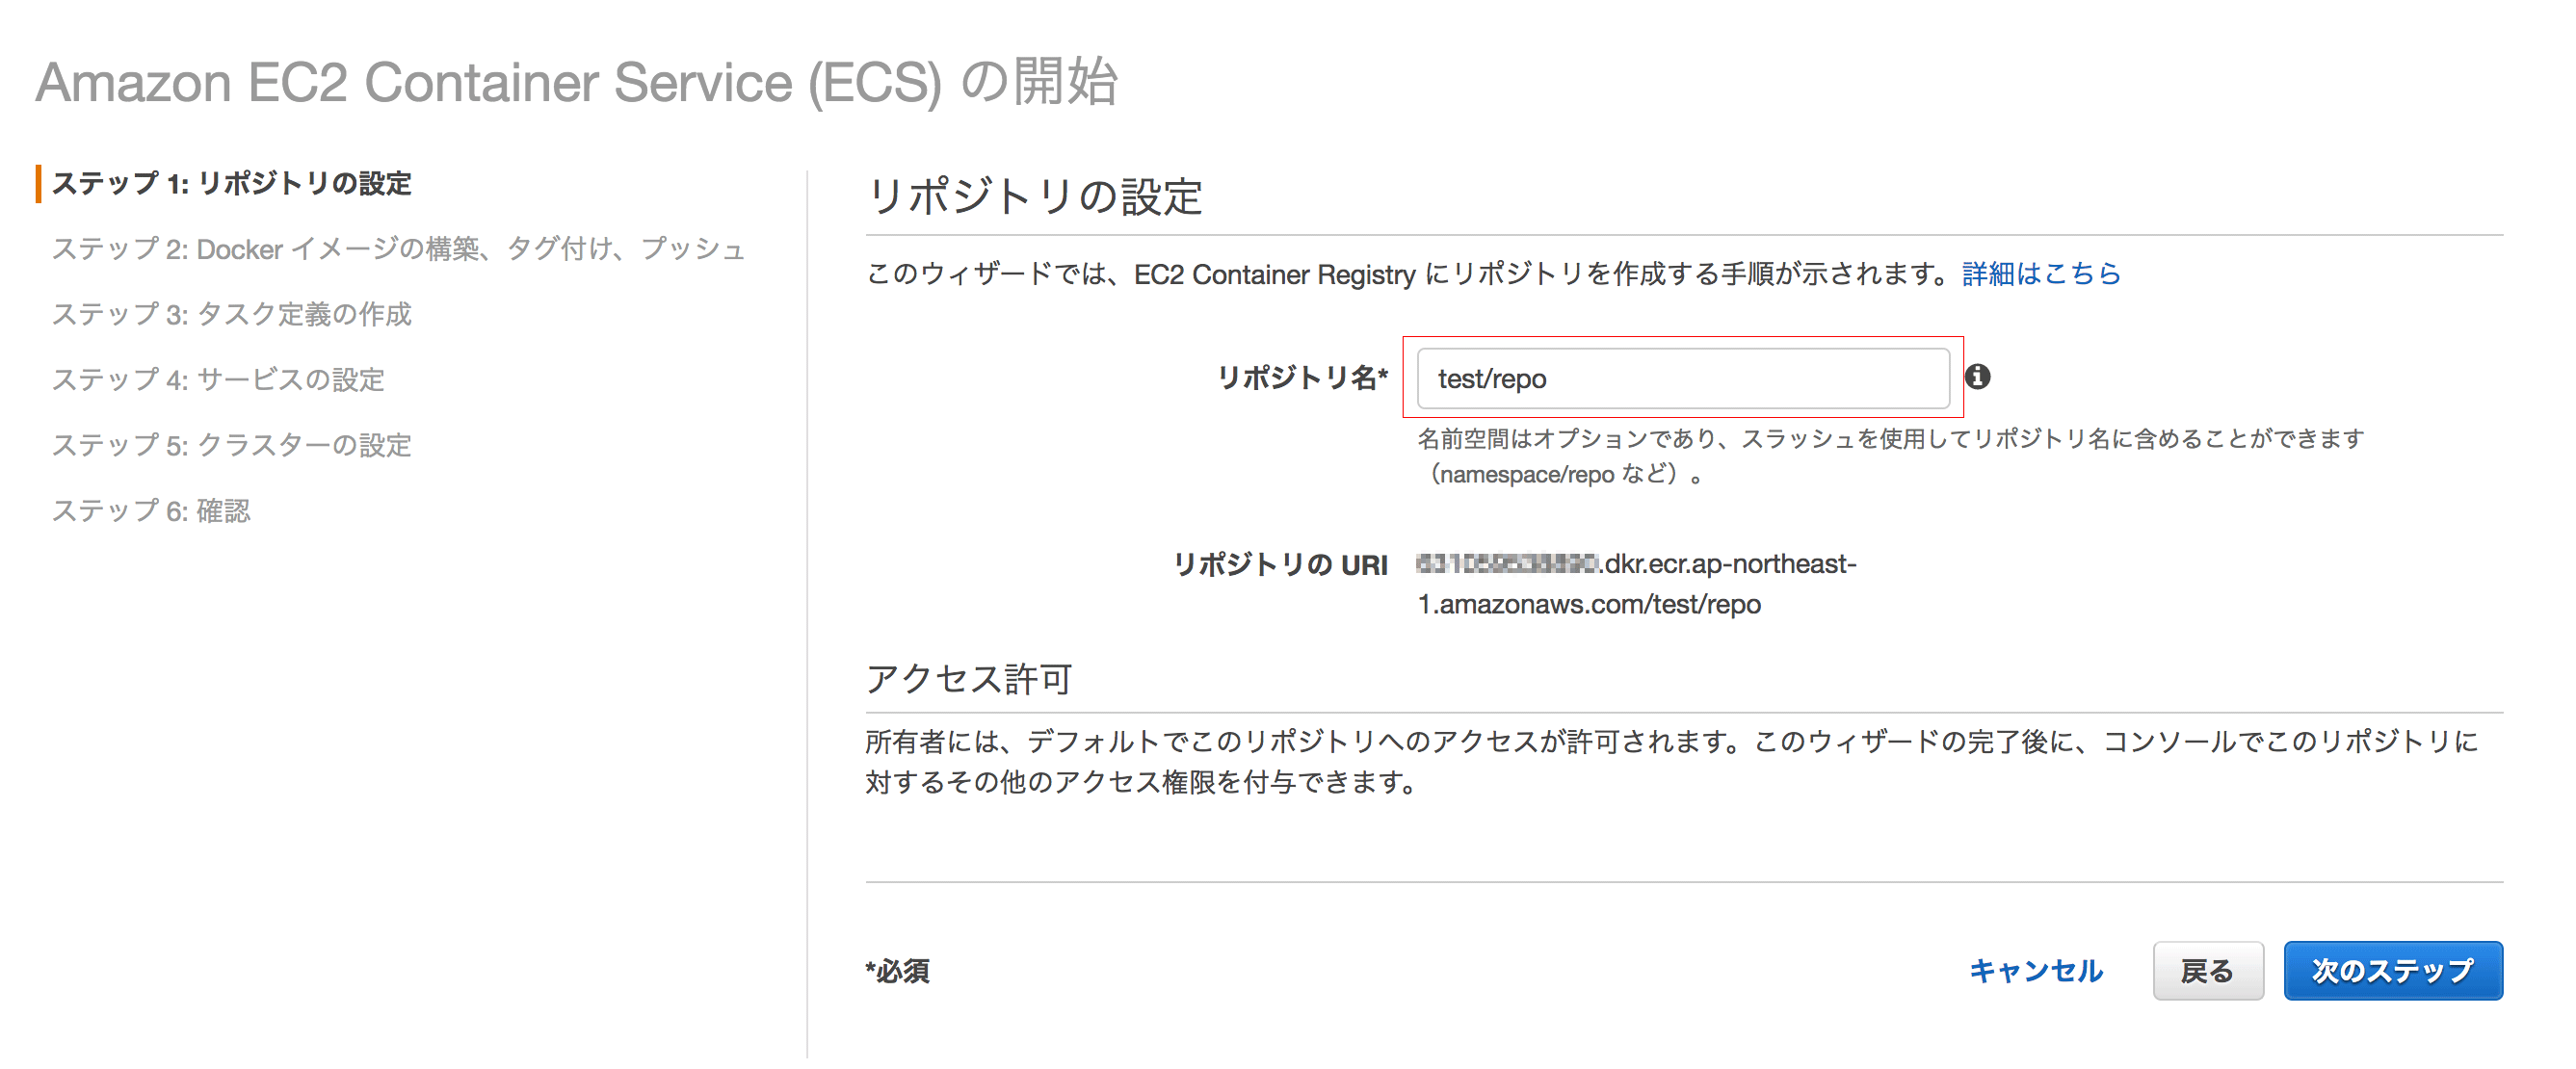 Amazon EC2 Container Service (ECS) の開始
ステップ 1: リポジトリの設定
ステップ 2: Docker イメージの構築、タグ付け、プッシュ
ステップ 3: タスク定義の作成
ステップ 4: サービスの設定
ステップ 5: クラスターの設定
ステップ 6: 確認
リポジトリの設定
このウィザードでは、EC2 Container Registry にリポジトリを作成する手順が示されます。詳細はこちら
リポジトリ名* test/repo
名前空間はオプションであり、スラッシュを使用してリポジトリ名に含めることができます
（namespace/repo など）。
リポジトリの URI .dkr.ecr.ap-northeast-
1.amazonaws.com/test/repo
アクセス許可
所有者には、デフォルトでこのリポジトリへのアクセスが許可されます。このウィザードの完了後に、コンソールでこのリポジトリに
対するその他のアクセス権限を付与できます。
*必須 キャンセル 戻る 次のステップ